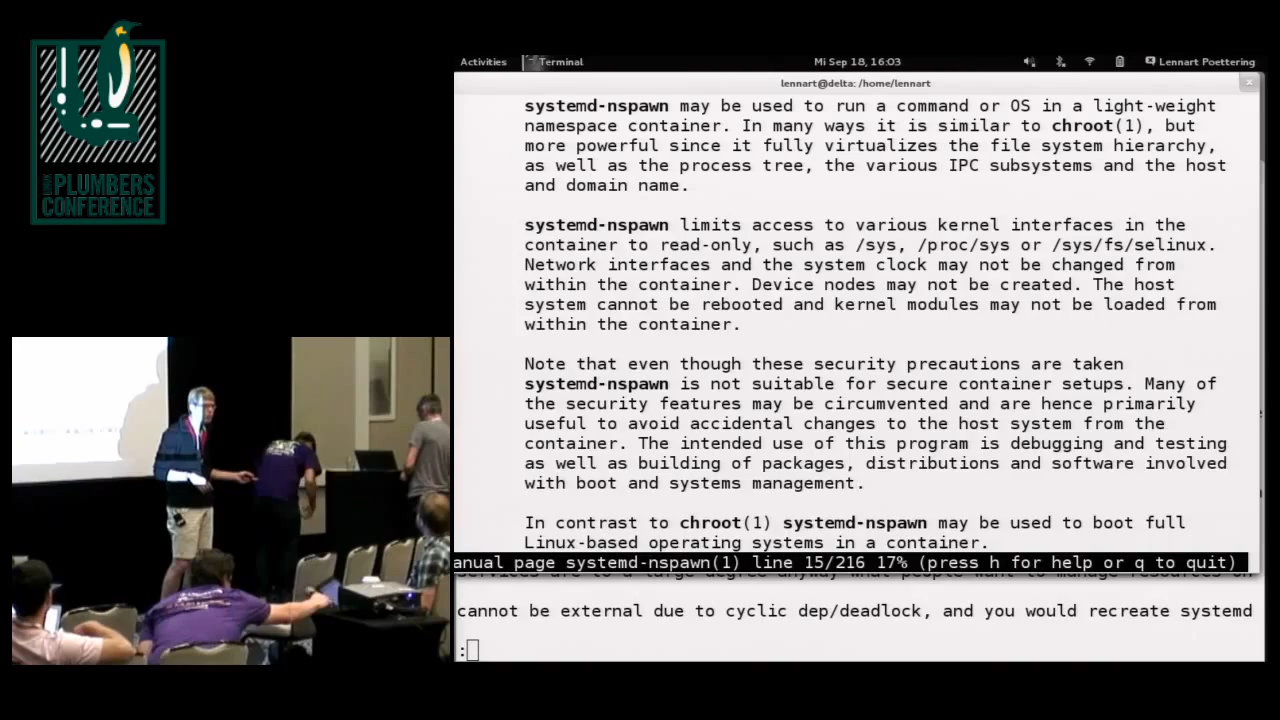 LINUX
PLUMBERS
CONFERENCE
Activities
Terminal
Mi Sep 18, 16:03
Lennart Poettering
lennart@delta: /home/lennart
systemd-nspawn may be used to run a command or OS in a light-weight
namespace container. In many ways it is similar to chroot(1), but
more powerful since it fully virtualizes the file system hierarchy,
as well as the process tree, the various IPC subsystems and the host
and domain name.
systemd-nspawn limits access to various kernel interfaces in the
container to read-only, such as /sys, /proc/sys or /sys/fs/selinux.
Network interfaces and the system clock may not be changed from
within the container. Device nodes may not be created. The host
system cannot be rebooted and kernel modules may not be loaded from
within the container.
Note that even though these security precautions are taken
systemd-nspawn is not suitable for secure container setups. Many of
the security features may be circumvented and are hence primarily
useful to avoid accidental changes to the host system from the
container. The intended use of this program is debugging and testing
as well as building of packages, distributions and software involved
with boot and systems management.
In contrast to chroot(1) systemd-nspawn may be used to boot full
Linux-based operating systems in a container.
anual page systemd-nspawn(1) line 15/216 17% (press h for help or q to quit)
cannot be external due to cyclic dep/deadlock, and you would recreate systemd
: